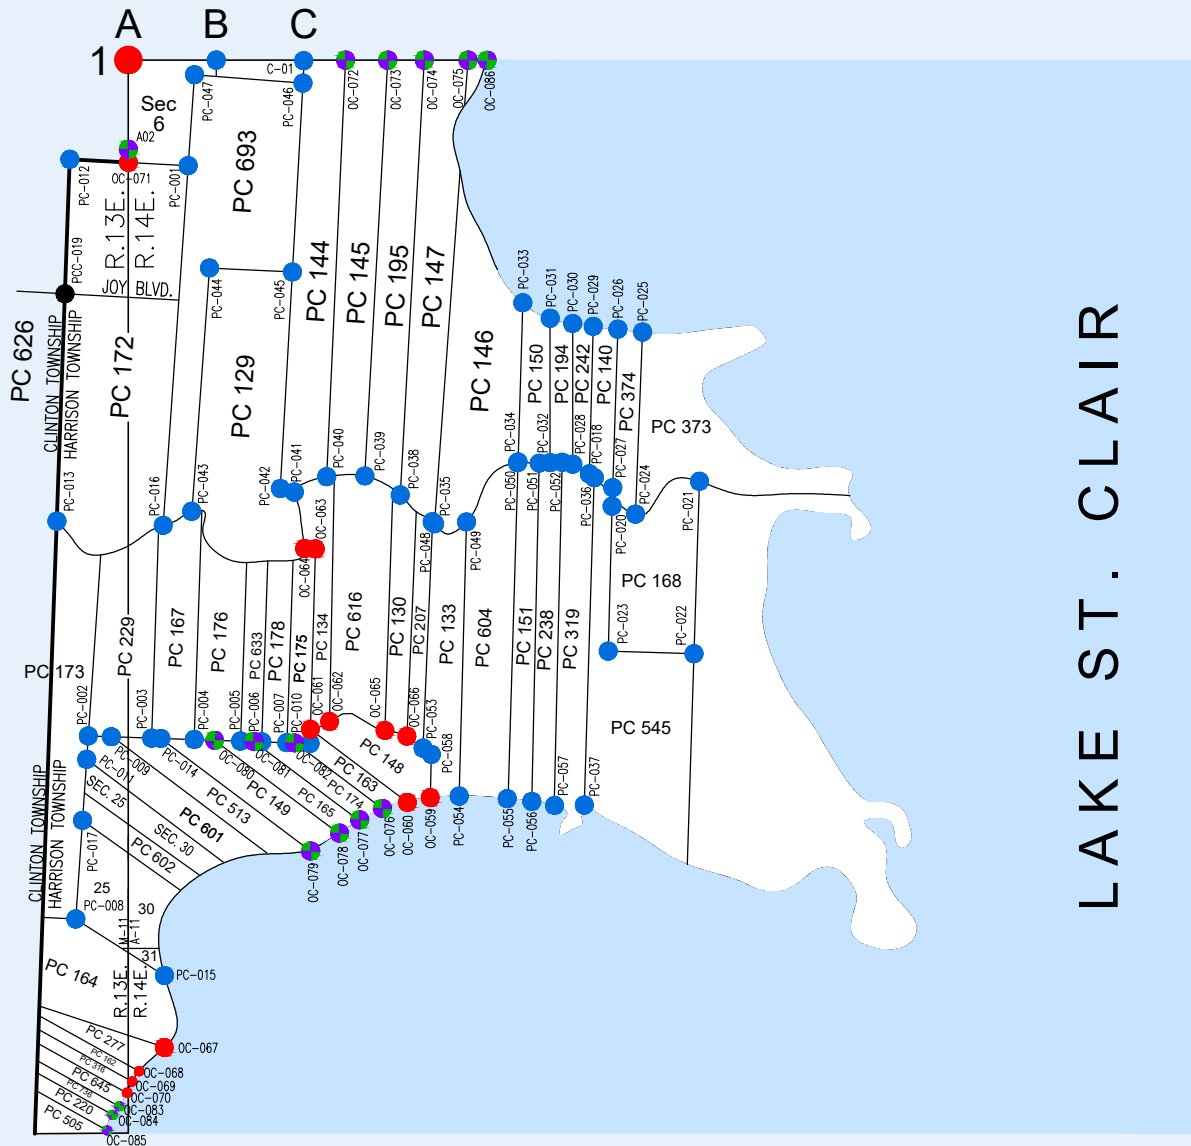 A B C
1
C-01
OC-072
OC-073
OC-074
OC-075
OC-086
PC-047
PC-046
Sec
6
A02
PC 693
PC-012
OC-071
PC-001
R.13E.
R.14E.
PCC-019
JOY BLVD.
PC-044
PC-045
PC 144
PC 145
PC 195
PC 147
PC-033
PC-031
PC-030
PC-029
PC-026
PC-025
PC 626
CLINTON TOWNSHIP
HARRISON TOWNSHIP
PC 172
PC 129
PC 146
PC 150
PC 194
PC 242
PC 140
PC 374
PC 373
LAKE ST. CLAIR
PC-013
PC-016
PC-043
PC-042
PC-041
PC-040
PC-039
PC-038
PC-035
PC-034
PC-032
PC-028
PC-018
PC-027
PC-024
PC-050
PC-051
PC-052
PC-036
PC-020
PC-021
OC-063
OC-064
PC-048
PC-049
PC 173
PC 229
PC 167
PC 176
PC 633
PC 178
PC 175
PC 134
PC 616
PC 130
PC 207
PC 133
PC 604
PC 151
PC 238
PC 319
PC 168
PC-023
PC-022
PC 545
PC-002
PC-003
PC-004
PC-005
PC-006
PC-007
PC-010
OC-061
OC-062
OC-065
OC-066
PC-053
PC-058
PC-011
PC-009
PC-014
OC-080
OC-081
OC-082
PC 174
PC 163
PC 148
SEC. 25
PC 513
PC 149
PC 165
PC-057
PC-037
CLINTON TOWNSHIP
HARRISON TOWNSHIP
PC 601
SEC. 30
PC 602
PC-017
OC-079
OC-078
OC-077
OC-076
OC-060
OC-059
PC-054
PC-055
PC-056
25
PC-008
30
M-11
A-11
31
PC 164
R.13E.
R.14E.
PC-015
PC 277
OC-067
PC 162
PC 316
OC-068
PC 645
OC-069
PC 736
OC-070
PC 220
OC-083
OC-084
PC 505
OC-085